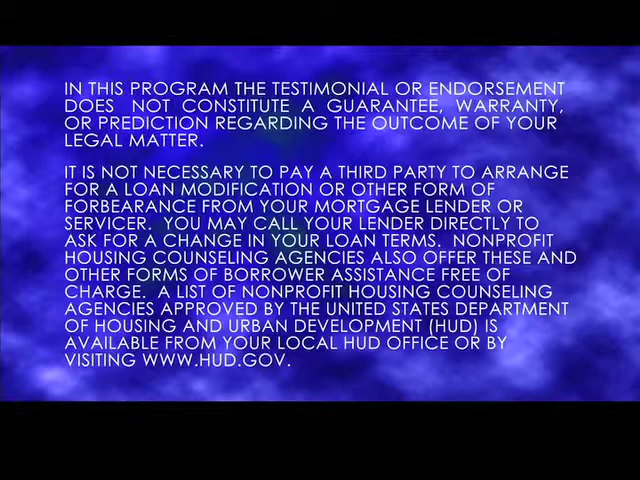 IN THIS PROGRAM THE TESTIMONIAL OR ENDORSEMENT
DOES NOT CONSTITUTE A GUARANTEE, WARRANTY,
OR PREDICTION REGARDING THE OUTCOME OF YOUR
LEGAL MATTER.
IT IS NOT NECESSARY TO PAY A THIRD PARTY TO ARRANGE
FOR A LOAN MODIFICATION OR OTHER FORM OF
FORBEARANCE FROM YOUR MORTGAGE LENDER OR
SERVICER. YOU MAY CALL YOUR LENDER DIRECTLY TO
ASK FOR A CHANGE IN YOUR LOAN TERMS. NONPROFIT
HOUSING COUNSELING AGENCIES ALSO OFFER THESE AND
OTHER FORMS OF BORROWER ASSISTANCE FREE OF
CHARGE. A LIST OF NONPROFIT HOUSING COUNSELING
AGENCIES APPROVED BY THE UNITED STATES DEPARTMENT
OF HOUSING AND URBAN DEVELOPMENT (HUD) IS
AVAILABLE FROM YOUR LOCAL HUD OFFICE OR BY
VISITING WWW.HUD.GOV.